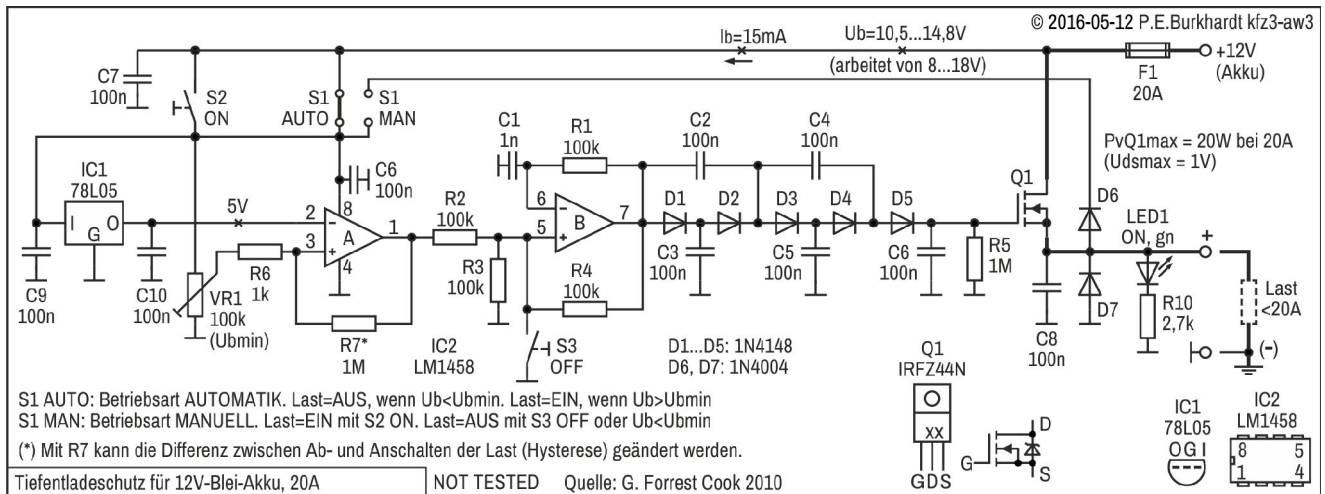 © 2016-05-12 P.E.Burkhardt kfz3-aw3
Ib=15mA
Ub=10,5...14,8V
(arbeitet von 8...18V)
F1
20A
+12V
(Akku)
C7
100n
S2
ON
S1
AUTO
S1
MAN
PvQ1max = 20W bei 20A
(Udsmax = 1V)
IC1
78L05
I
O
G
5V
C9
100n
C10
100n
VR1
100k
(Ubmin)
R6
1k
C6
100n
2
3
8
A
4
1
R7*
1M
IC2
LM1458
R2
100k
R3
100k
C1
1n
R1
100k
6
5
B
7
R4
100k
S3
OFF
C2
100n
C4
100n
D1
D2
D3
D4
D5
C3
100n
C5
100n
C6
100n
R5
1M
Q1
D6
D7
C8
100n
LED1
ON, gn
R10
2,7k
+
Last
<20A
(-)
D1...D5: 1N4148
D6, D7: 1N4004
Q1
IRFZ44N
XX
GDS
G
D
S
IC1
78L05
OGI
IC2
LM1458
8
5
1
4
S1 AUTO: Betriebsart AUTOMATIK. Last=AUS, wenn Ub<Ubmin. Last=EIN, wenn Ub>Ubmin
S1 MAN: Betriebsart MANUELL. Last=EIN mit S2 ON. Last=AUS mit S3 OFF oder Ub<Ubmin
(*) Mit R7 kann die Differenz zwischen Ab- und Anschalten der Last (Hysterese) geändert werden.
Tiefentladeschutz für 12V-Blei-Akku, 20A
NOT TESTED
Quelle: G. Forrest Cook 2010